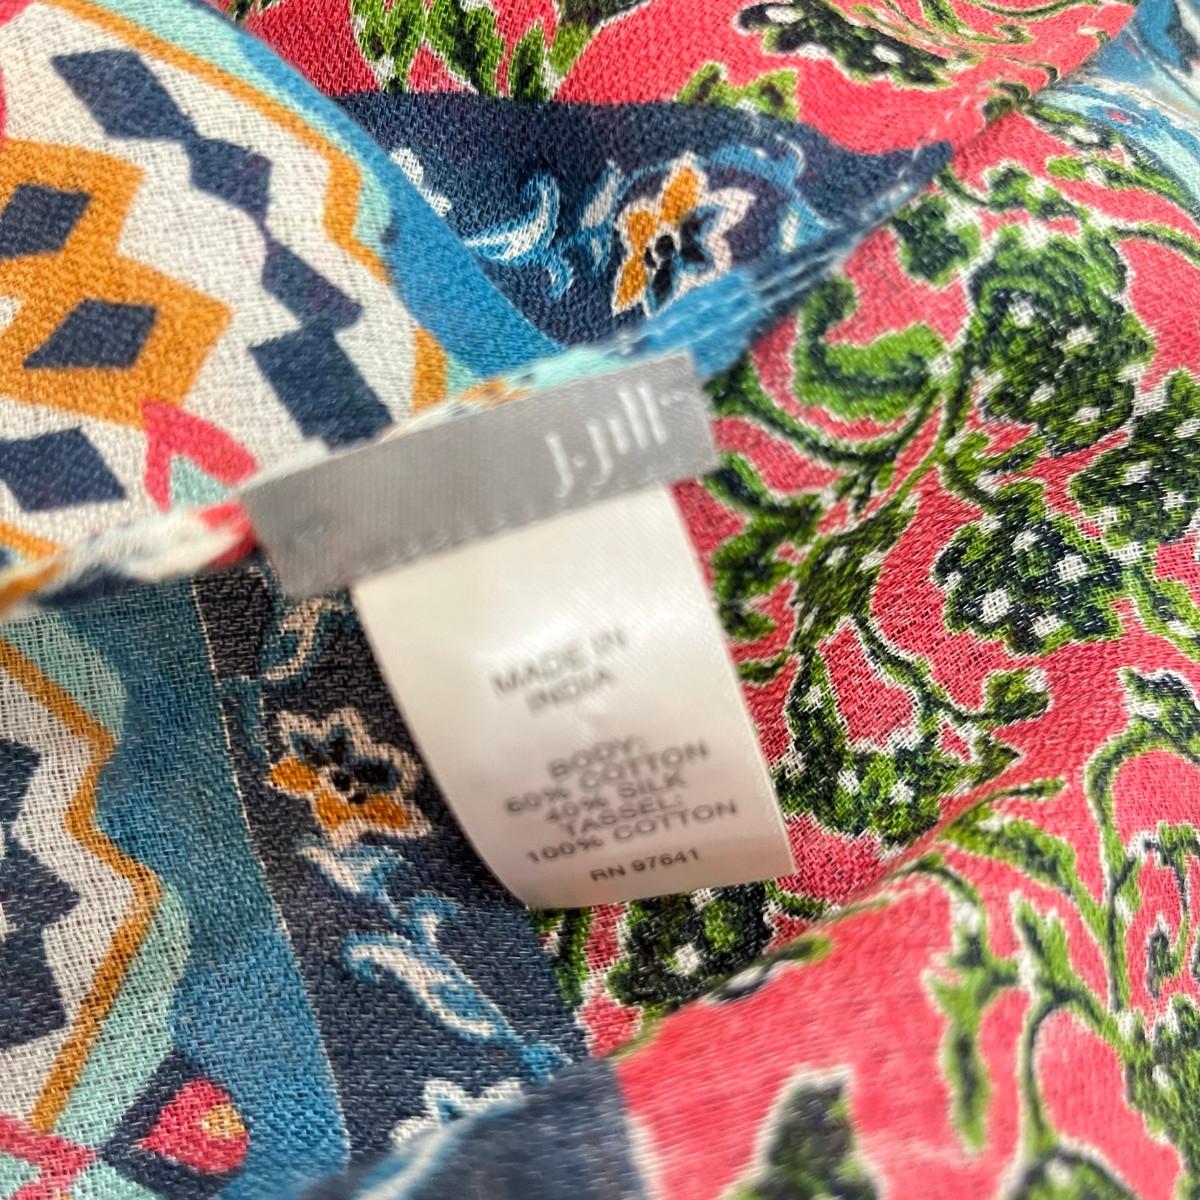 J.Jill
MADE IN
INDIA
BODY:
60% COTTON
40% SILK
TASSEL:
100% COTTON
RN 97641